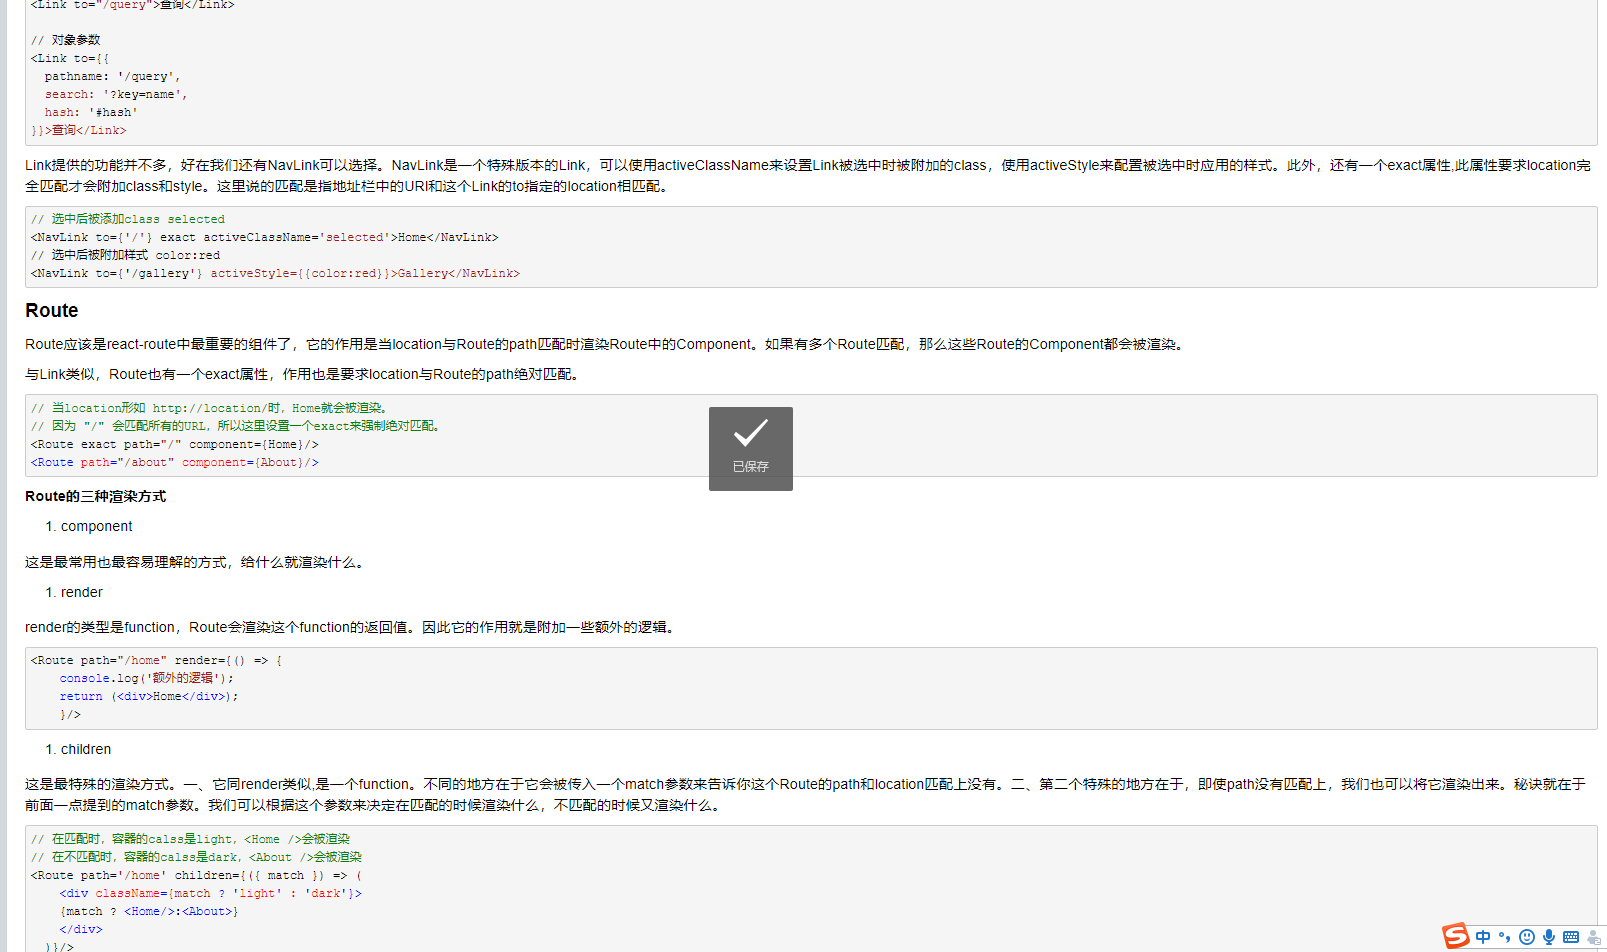 <Link to="/query">查询</Link>
// 对象参数
<Link to={{
pathname: '/query',
search: '?key=name',
hash: '#hash'
}}>查询</Link>
Link提供的功能并不多，好在我们还有NavLink可以选择。NavLink是一个特殊版本的Link，可以使用activeClassName来设置Link被选中时被附加的class，使用activeStyle来配置被选中时应用的样式。此外，还有一个exact属性,此属性要求location完
全匹配才会附加class和style。这里说的匹配是指地址栏中的URl和这个Link的to指定的location相匹配。
// 选中后被添加class selected
<NavLink to={'/'} exact activeClassName='selected'>Home</NavLink>
// 选中后被附加样式 color:red
<NavLink to={'/gallery'} activeStyle={{color:red}}>Gallery</NavLink>
Route
Route应该是react-route中最重要的组件了，它的作用是当location与Route的path匹配时渲染Route中的Component。如果有多个Route匹配，那么这些Route的Component都会被渲染。
与Link类似，Route也有一个exact属性，作用也是要求location与Route的path绝对匹配。
// 当location形如 http://location/时，Home就会被渲染。
// 因为 "/" 会匹配所有的URL，所以这里设置一个exact来强制绝对匹配。
<Route exact path="/" component={Home}/>
<Route path="/about" component={About}/>
已保存
Route的三种渲染方式
1. component
这是最常用也最容易理解的方式，给什么就渲染什么。
1. render
render的类型是function，Route会渲染这个function的返回值。因此它的作用就是附加一些额外的逻辑。
<Route path="/home" render={() => {
console.log('额外的逻辑');
return (<div>Home</div>);
}/>
1. children
这是最特殊的渲染方式。一、它同render类似,是一个function。不同的地方在于它会被传入一个match参数来告诉你这个Route的path和location匹配上没有。二、第二个特殊的地方在于，即使path没有匹配上，我们也可以将它渲染出来。秘诀就在于
前面一点提到的match参数。我们可以根据这个参数来决定在匹配的时候渲染什么，不匹配的时候又渲染什么。
// 在匹配时，容器的calss是light，<Home />会被渲染
// 在不匹配时，容器的calss是dark，<About />会被渲染
<Route path='/home' children={({ match }) => (
<div className={match ? 'light' : 'dark'}>
{match ? <Home/>:<About>}
</div>
)}/>
S 中